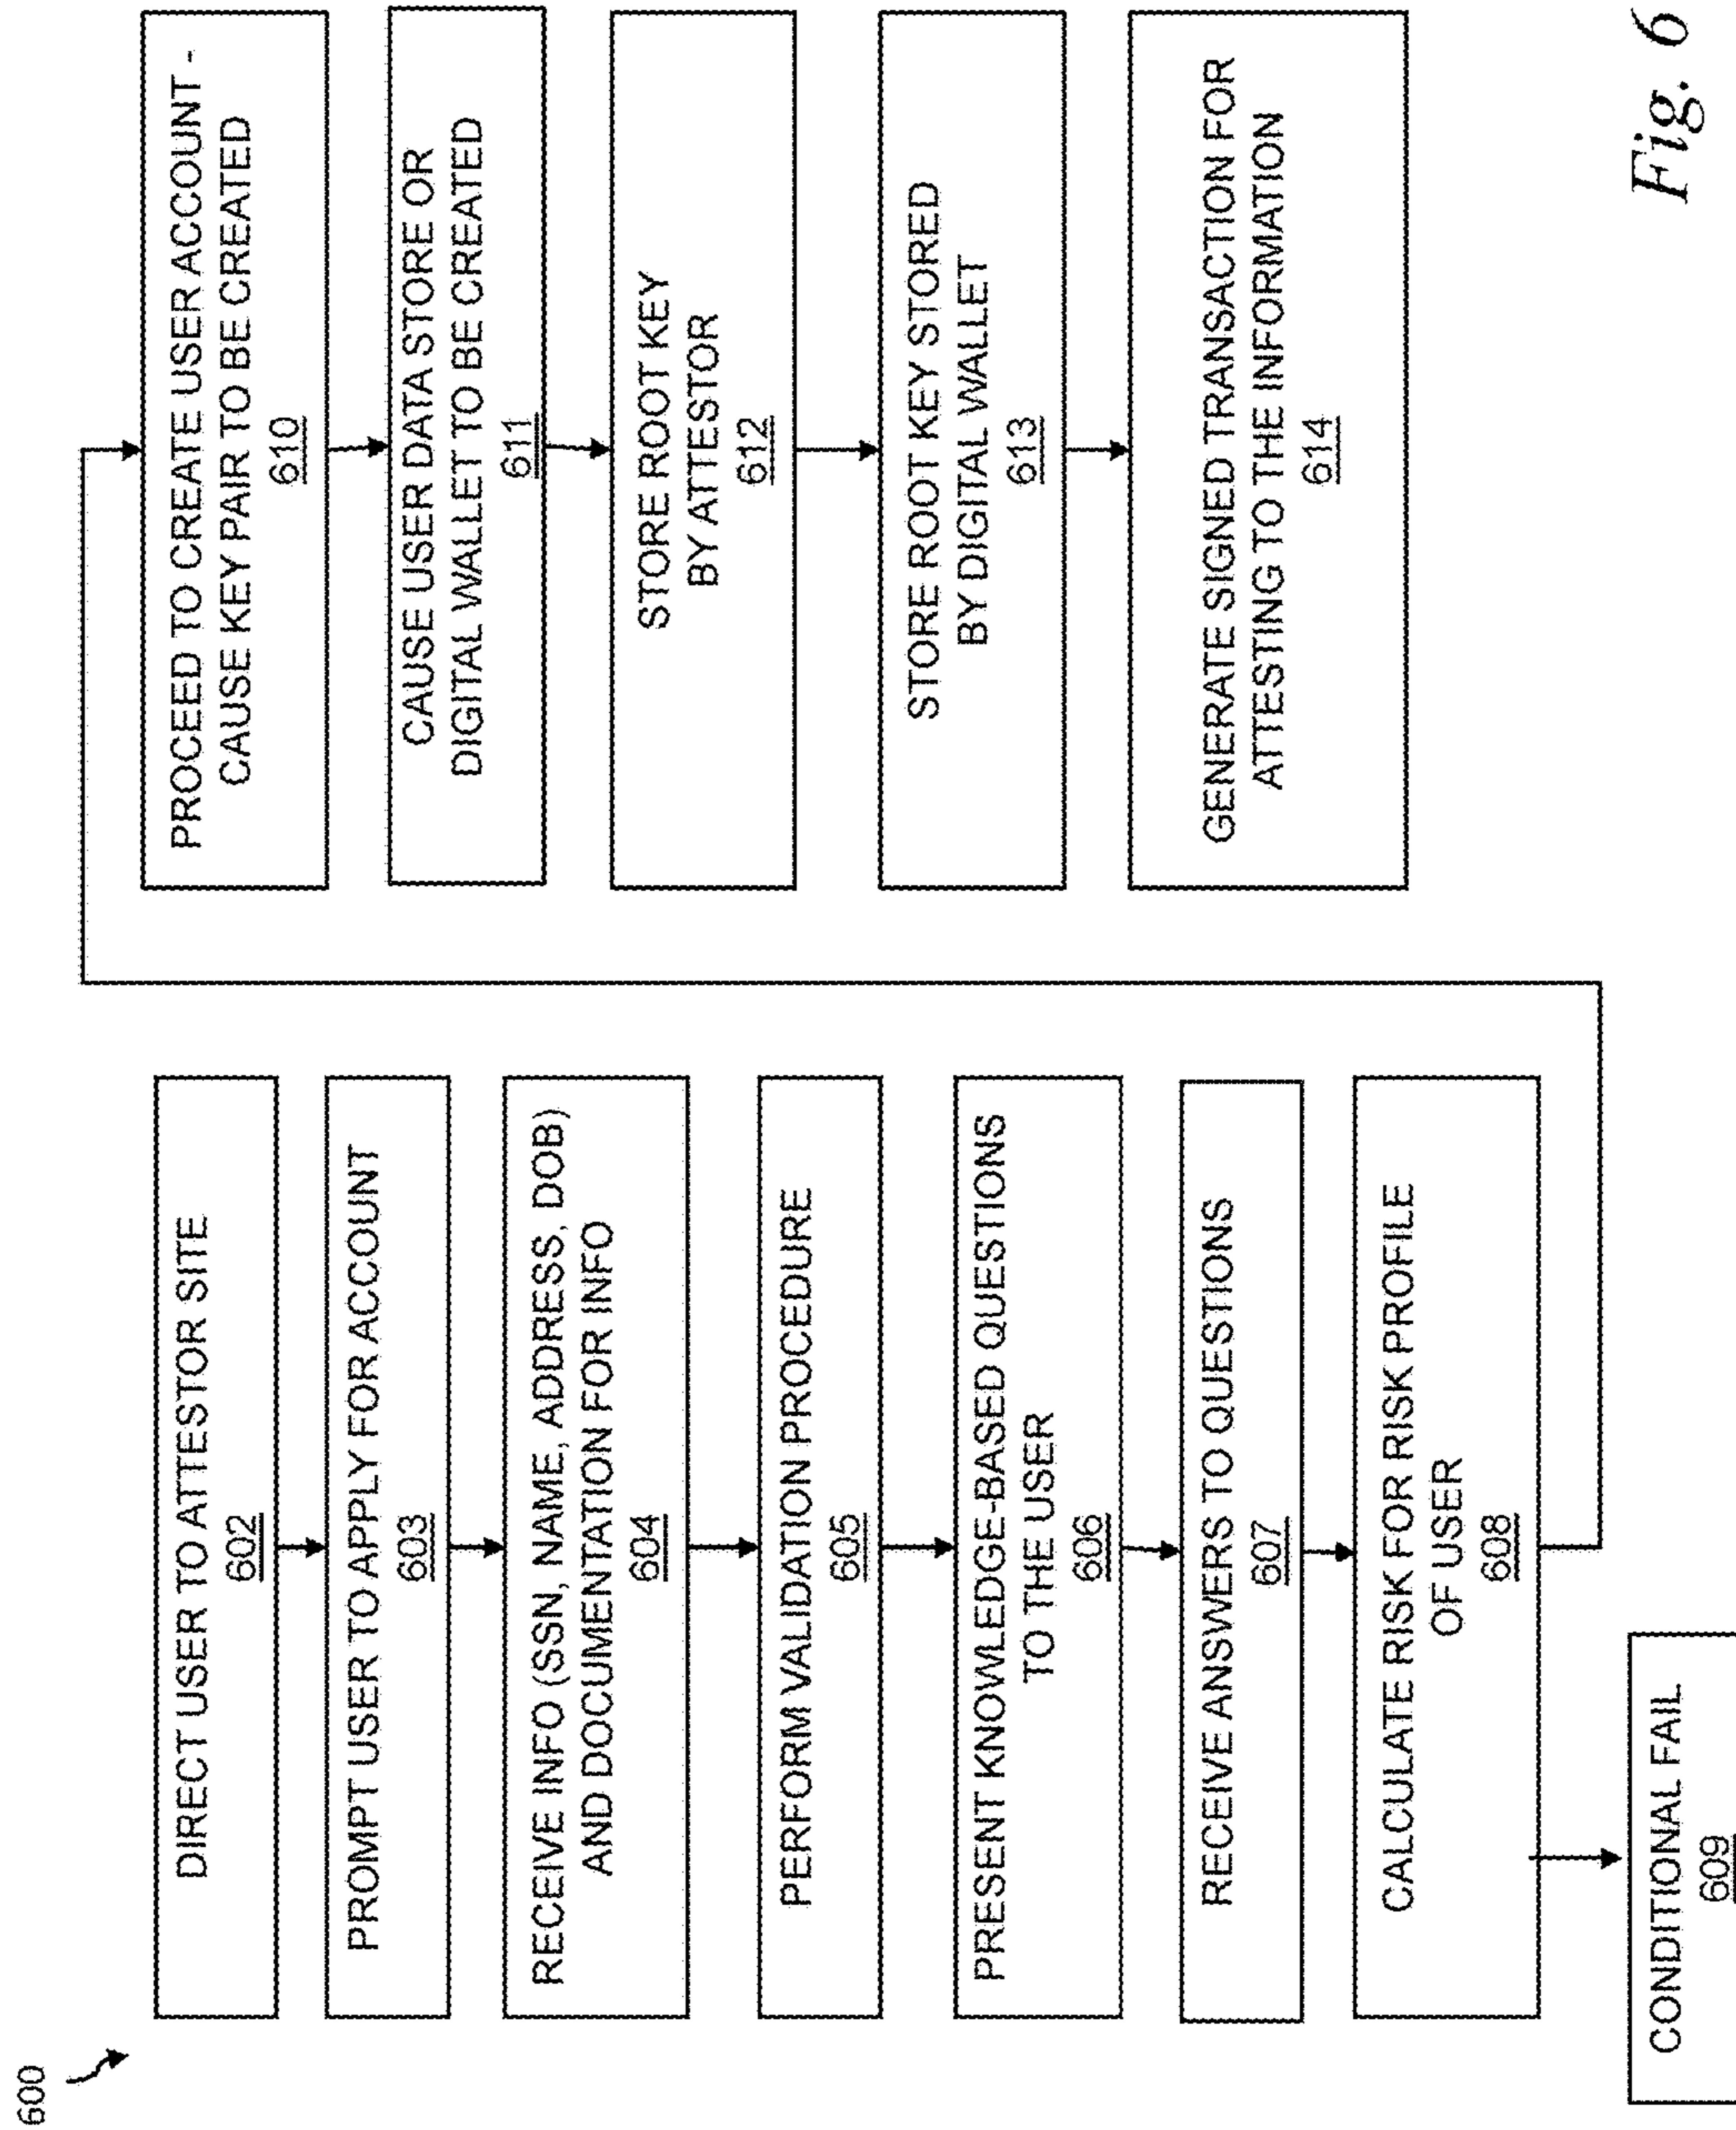 600
DIRECT USER TO ATTESTOR SITE
602
PROMPT USER TO APPLY FOR ACCOUNT
603
RECEIVE INFO (SSN, NAME, ADDRESS, DOB)
AND DOCUMENTATION FOR INFO
604
PERFORM VALIDATION PROCEDURE
605
PRESENT KNOWLEDGE-BASED QUESTIONS
TO THE USER
606
RECEIVE ANSWERS TO QUESTIONS
607
CALCULATE RISK FOR RISK PROFILE
OF USER
608
CONDITIONAL FAIL
609
PROCEED TO CREATE USER ACCOUNT -
CAUSE KEY PAIR TO BE CREATED
610
CAUSE USER DATA STORE OR
DIGITAL WALLET TO BE CREATED
611
STORE ROOT KEY
BY ATTESTOR
612
STORE ROOT KEY STORED
BY DIGITAL WALLET
613
GENERATE SIGNED TRANSACTION FOR
ATTESTING TO THE INFORMATION
614
Fig. 6